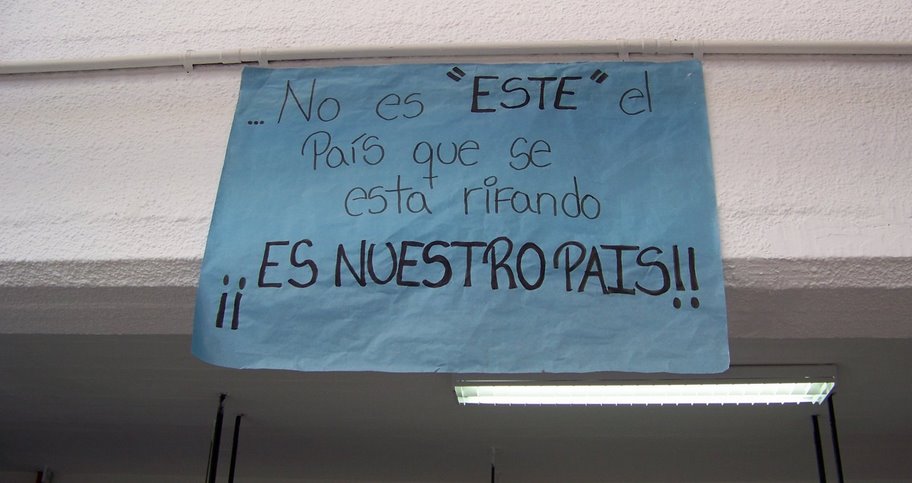 ... No es "ESTE" el
País que se
esta rifando
¡¡ ES NUESTRO PAIS!!